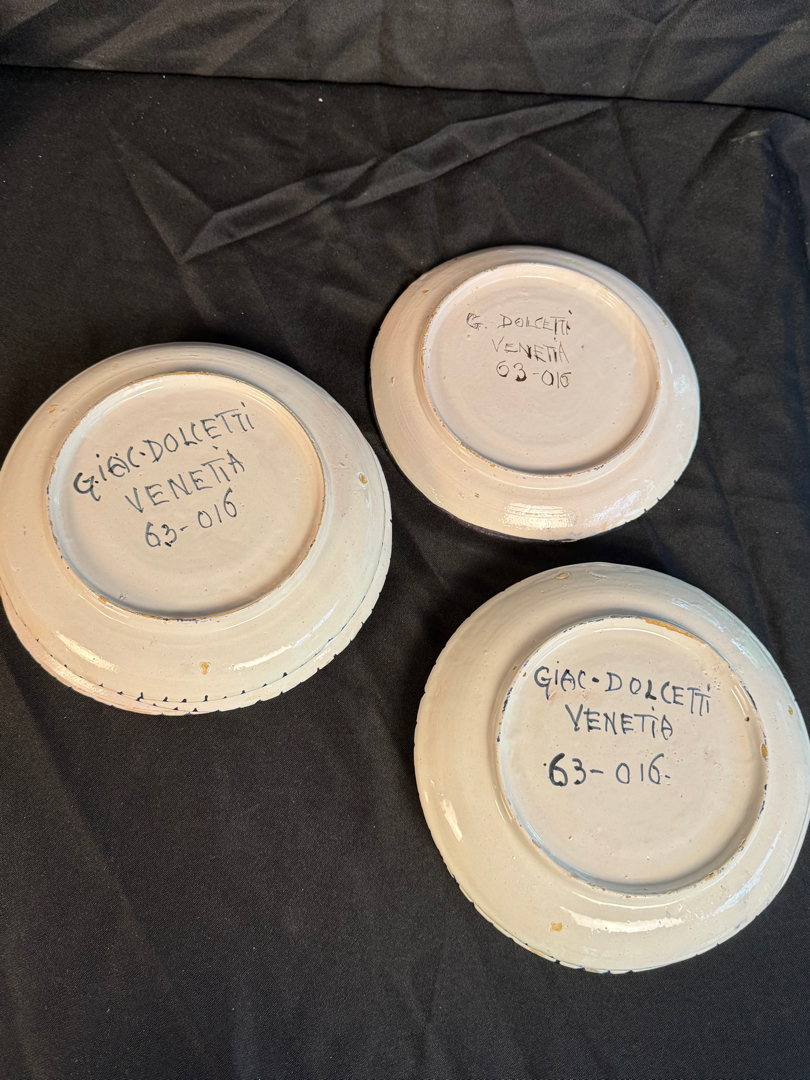 G. DOLCETTi
VENETiA
63-016
GiAC·DOLCETTi
VENETiA
63-016
GiAC·DOLCETTi
VENETiA
63-016·